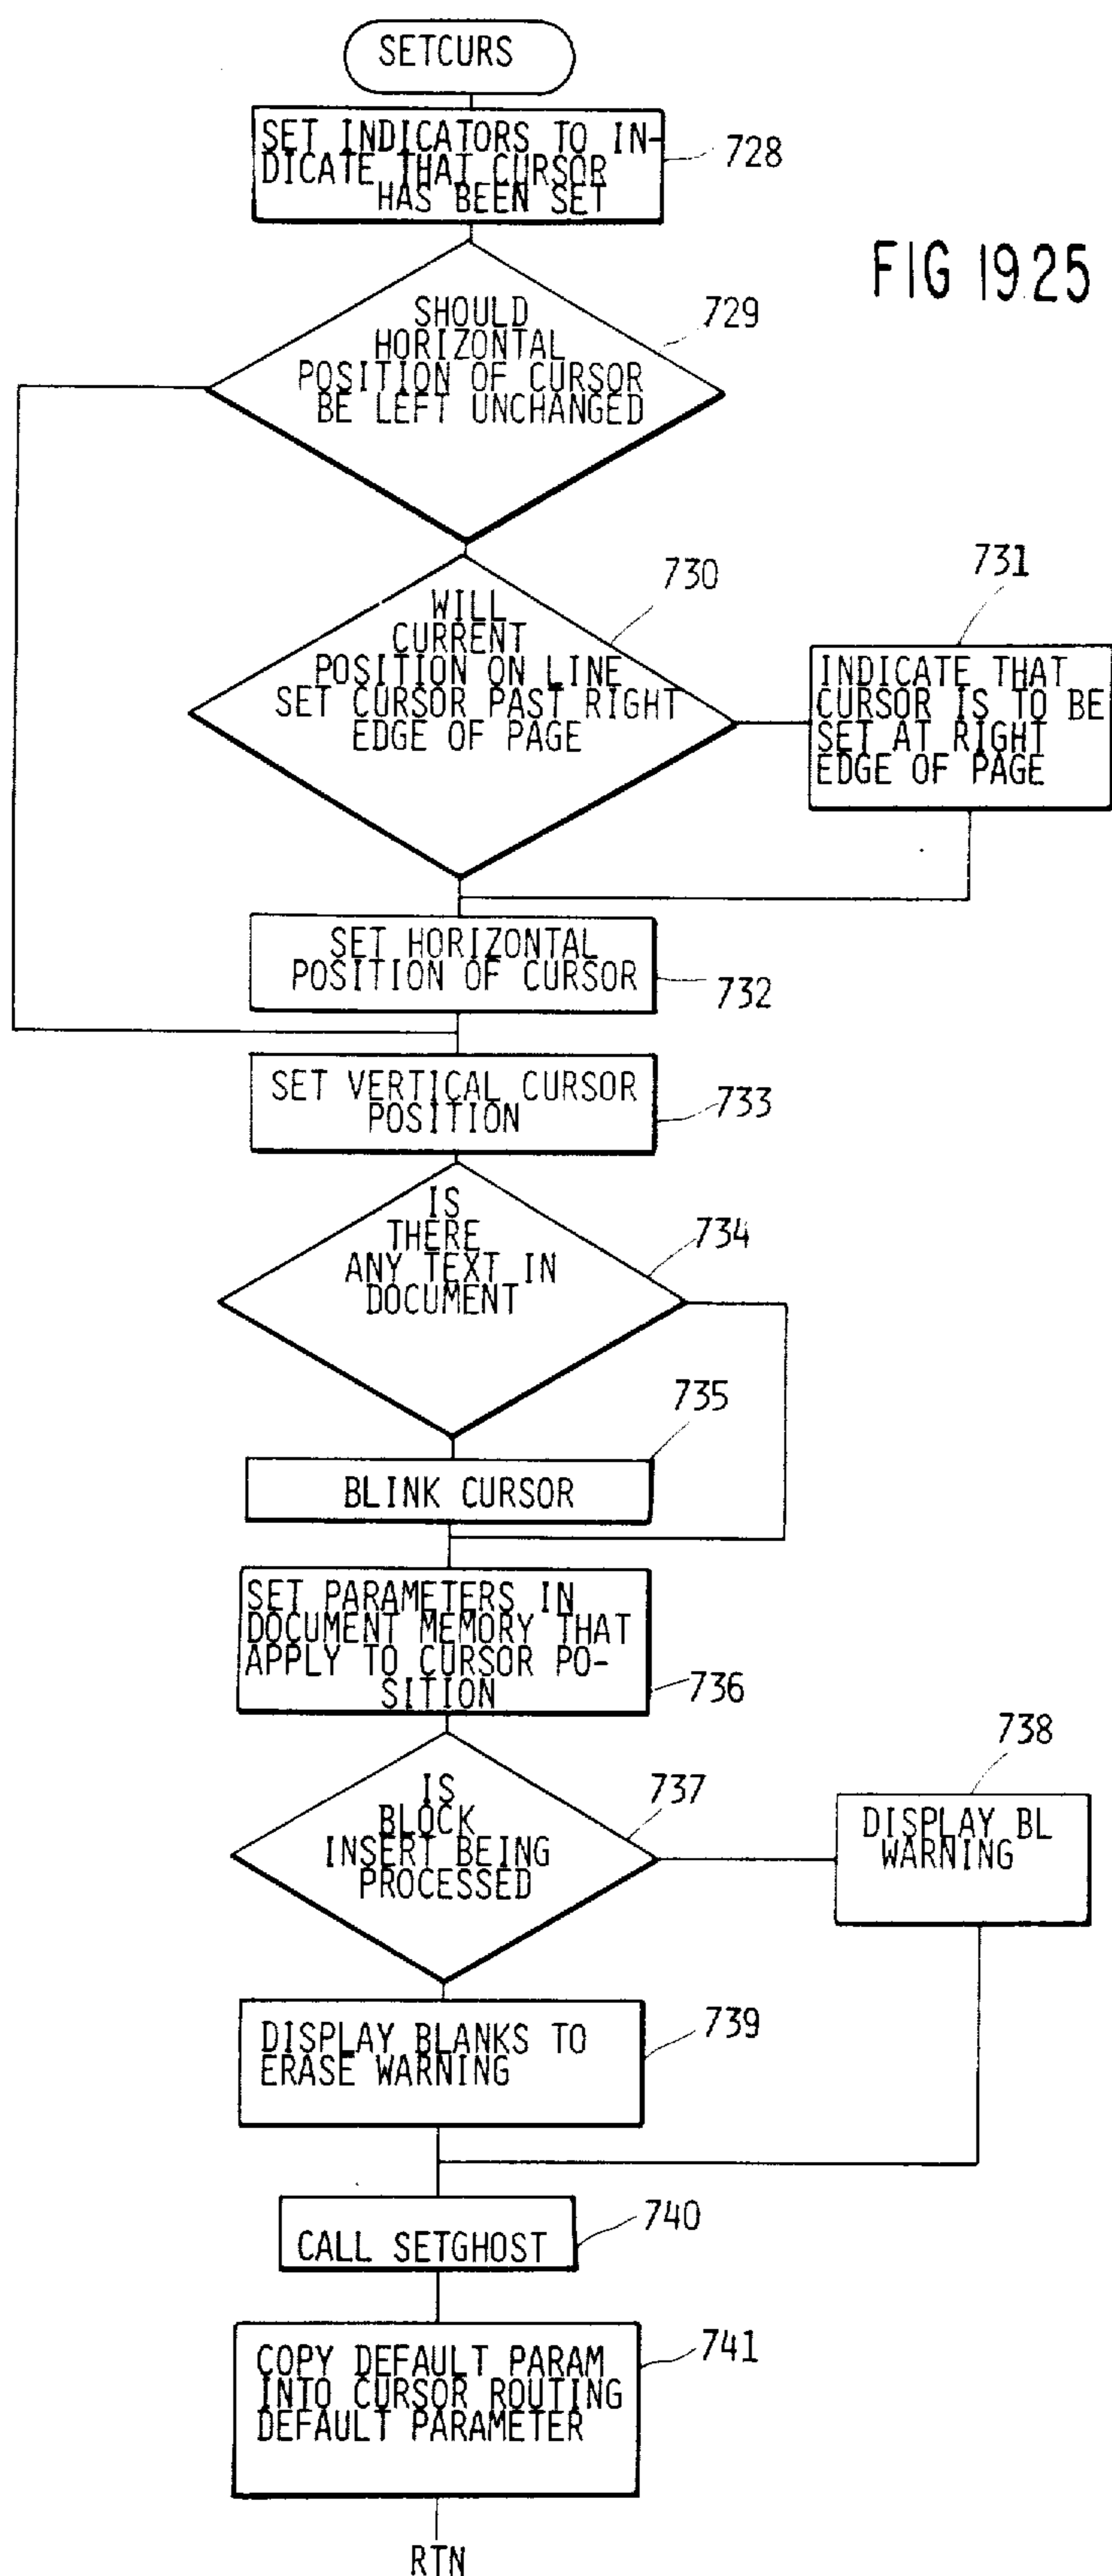 SETCURS
SET INDICATORS TO IN-
DICATE THAT CURSOR
HAS BEEN SET
728
FIG 19.25
SHOULD
HORIZONTAL
POSITION OF CURSOR
BE LEFT UNCHANGED
729
WILL
CURRENT
POSITION ON LINE
SET CURSOR PAST RIGHT
EDGE OF PAGE
730
731
INDICATE THAT
CURSOR IS TO BE
SET AT RIGHT
EDGE OF PAGE
SET HORIZONTAL
POSITION OF CURSOR
732
SET VERTICAL CURSOR
POSITION
733
IS
THERE
ANY TEXT IN
DOCUMENT
734
735
BLINK CURSOR
SET PARAMETERS IN
DOCUMENT MEMORY THAT
APPLY TO CURSOR PO-
SITION
736
IS
BLOCK
INSERT BEING
PROCESSED
737
738
DISPLAY BL
WARNING
DISPLAY BLANKS TO
ERASE WARNING
739
CALL SETGHOST
740
COPY DEFAULT PARAM
INTO CURSOR ROUTING
DEFAULT PARAMETER
741
RTN